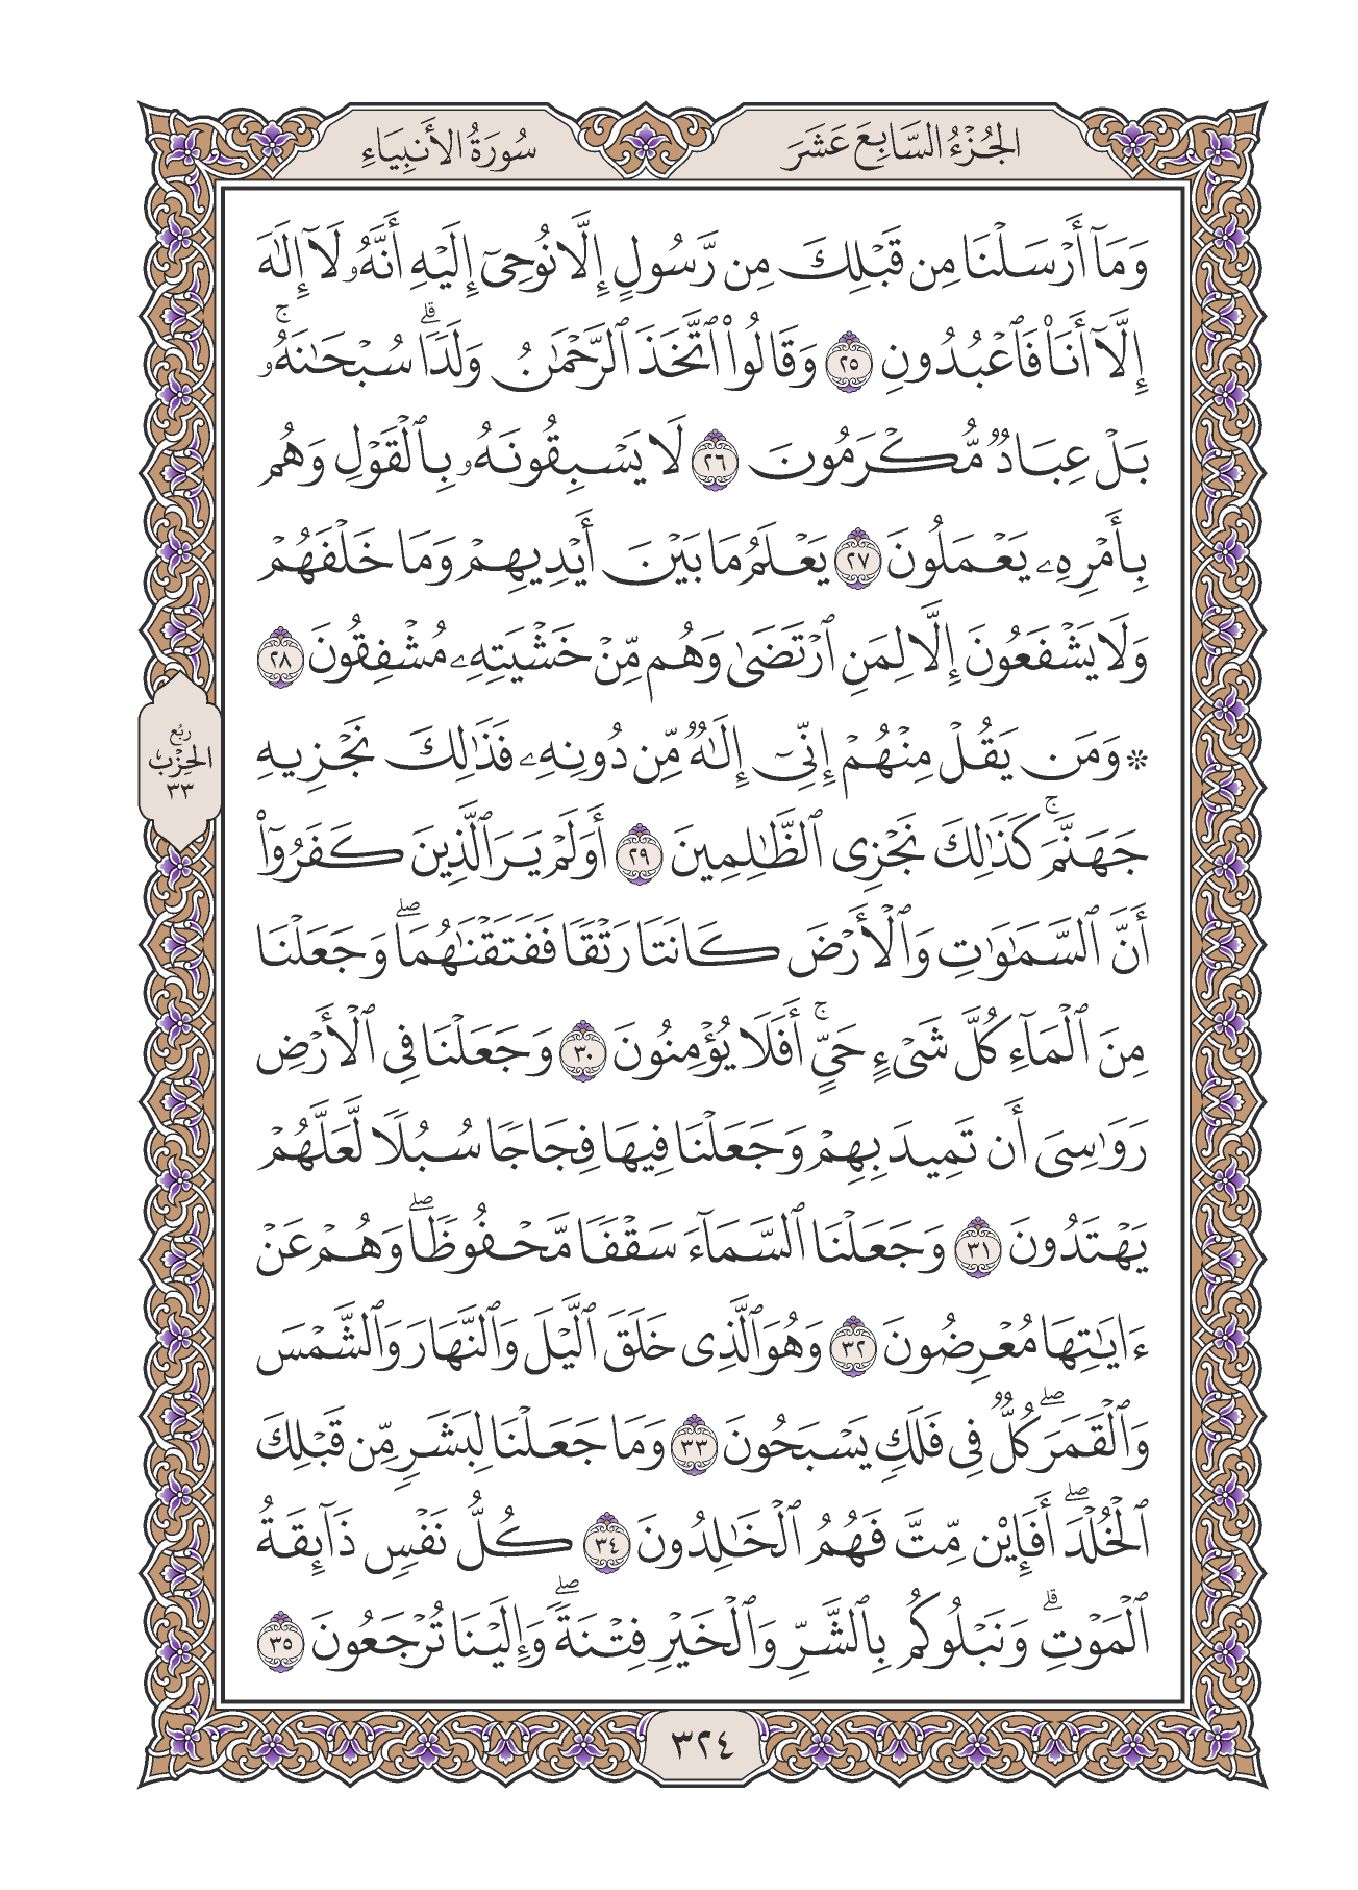 الجُزْءُ السَّابِعَ عَشَرَ
سُورَةُ الأَنبِيَاءِ
وَمَآ أَرْسَلْنَا مِن قَبْلِكَ مِن رَّسُولٍ إِلَّا نُوحِىٓ إِلَيْهِ أَنَّهُۥ لَآ إِلَٰهَ
إِلَّآ أَنَا۠ فَٱعْبُدُونِ ٢٥ وَقَالُوا۟ ٱتَّخَذَ ٱلرَّحْمَٰنُ وَلَدًا ۗ سُبْحَٰنَهُۥ ۚ
بَلْ عِبَادٌ مُّكْرَمُونَ ٢٦ لَا يَسْبِقُونَهُۥ بِٱلْقَوْلِ وَهُم
بِأَمْرِهِۦ يَعْمَلُونَ ٢٧ يَعْلَمُ مَا بَيْنَ أَيْدِيهِمْ وَمَا خَلْفَهُمْ
وَلَا يَشْفَعُونَ إِلَّا لِمَنِ ٱرْتَضَىٰ وَهُم مِّنْ خَشْيَتِهِۦ مُشْفِقُونَ ٢٨
۞ وَمَن يَقُلْ مِنْهُمْ إِنِّىٓ إِلَٰهٌ مِّن دُونِهِۦ فَذَٰلِكَ نَجْزِيهِ
جَهَنَّمَ ۚ كَذَٰلِكَ نَجْزِى ٱلظَّٰلِمِينَ ٢٩ أَوَلَمْ يَرَ ٱلَّذِينَ كَفَرُوٓا۟
أَنَّ ٱلسَّمَٰوَٰتِ وَٱلْأَرْضَ كَانَتَا رَتْقًا فَفَتَقْنَٰهُمَا ۖ وَجَعَلْنَا
مِنَ ٱلْمَآءِ كُلَّ شَىْءٍ حَىٍّ ۚ أَفَلَا يُؤْمِنُونَ ٣٠ وَجَعَلْنَا فِى ٱلْأَرْضِ
رَوَٰسِىَ أَن تَمِيدَ بِهِمْ وَجَعَلْنَا فِيهَا فِجَاجًا سُبُلًا لَّعَلَّهُمْ
يَهْتَدُونَ ٣١ وَجَعَلْنَا ٱلسَّمَآءَ سَقْفًا مَّحْفُوظًا ۖ وَهُمْ عَنْ
ءَايَٰتِهَا مُعْرِضُونَ ٣٢ وَهُوَ ٱلَّذِى خَلَقَ ٱلَّيْلَ وَٱلنَّهَارَ وَٱلشَّمْسَ
وَٱلْقَمَرَ ۖ كُلٌّ فِى فَلَكٍ يَسْبَحُونَ ٣٣ وَمَا جَعَلْنَا لِبَشَرٍ مِّن قَبْلِكَ
ٱلْخُلْدَ ۖ أَفَإِي۟ن مِّتَّ فَهُمُ ٱلْخَٰلِدُونَ ٣٤ كُلُّ نَفْسٍ ذَآئِقَةُ
ٱلْمَوْتِ ۗ وَنَبْلُوكُم بِٱلشَّرِّ وَٱلْخَيْرِ فِتْنَةً ۖ وَإِلَيْنَا تُرْجَعُونَ ٣٥
رُبْعُ
الحِزْب
٣٣
٣٢٤